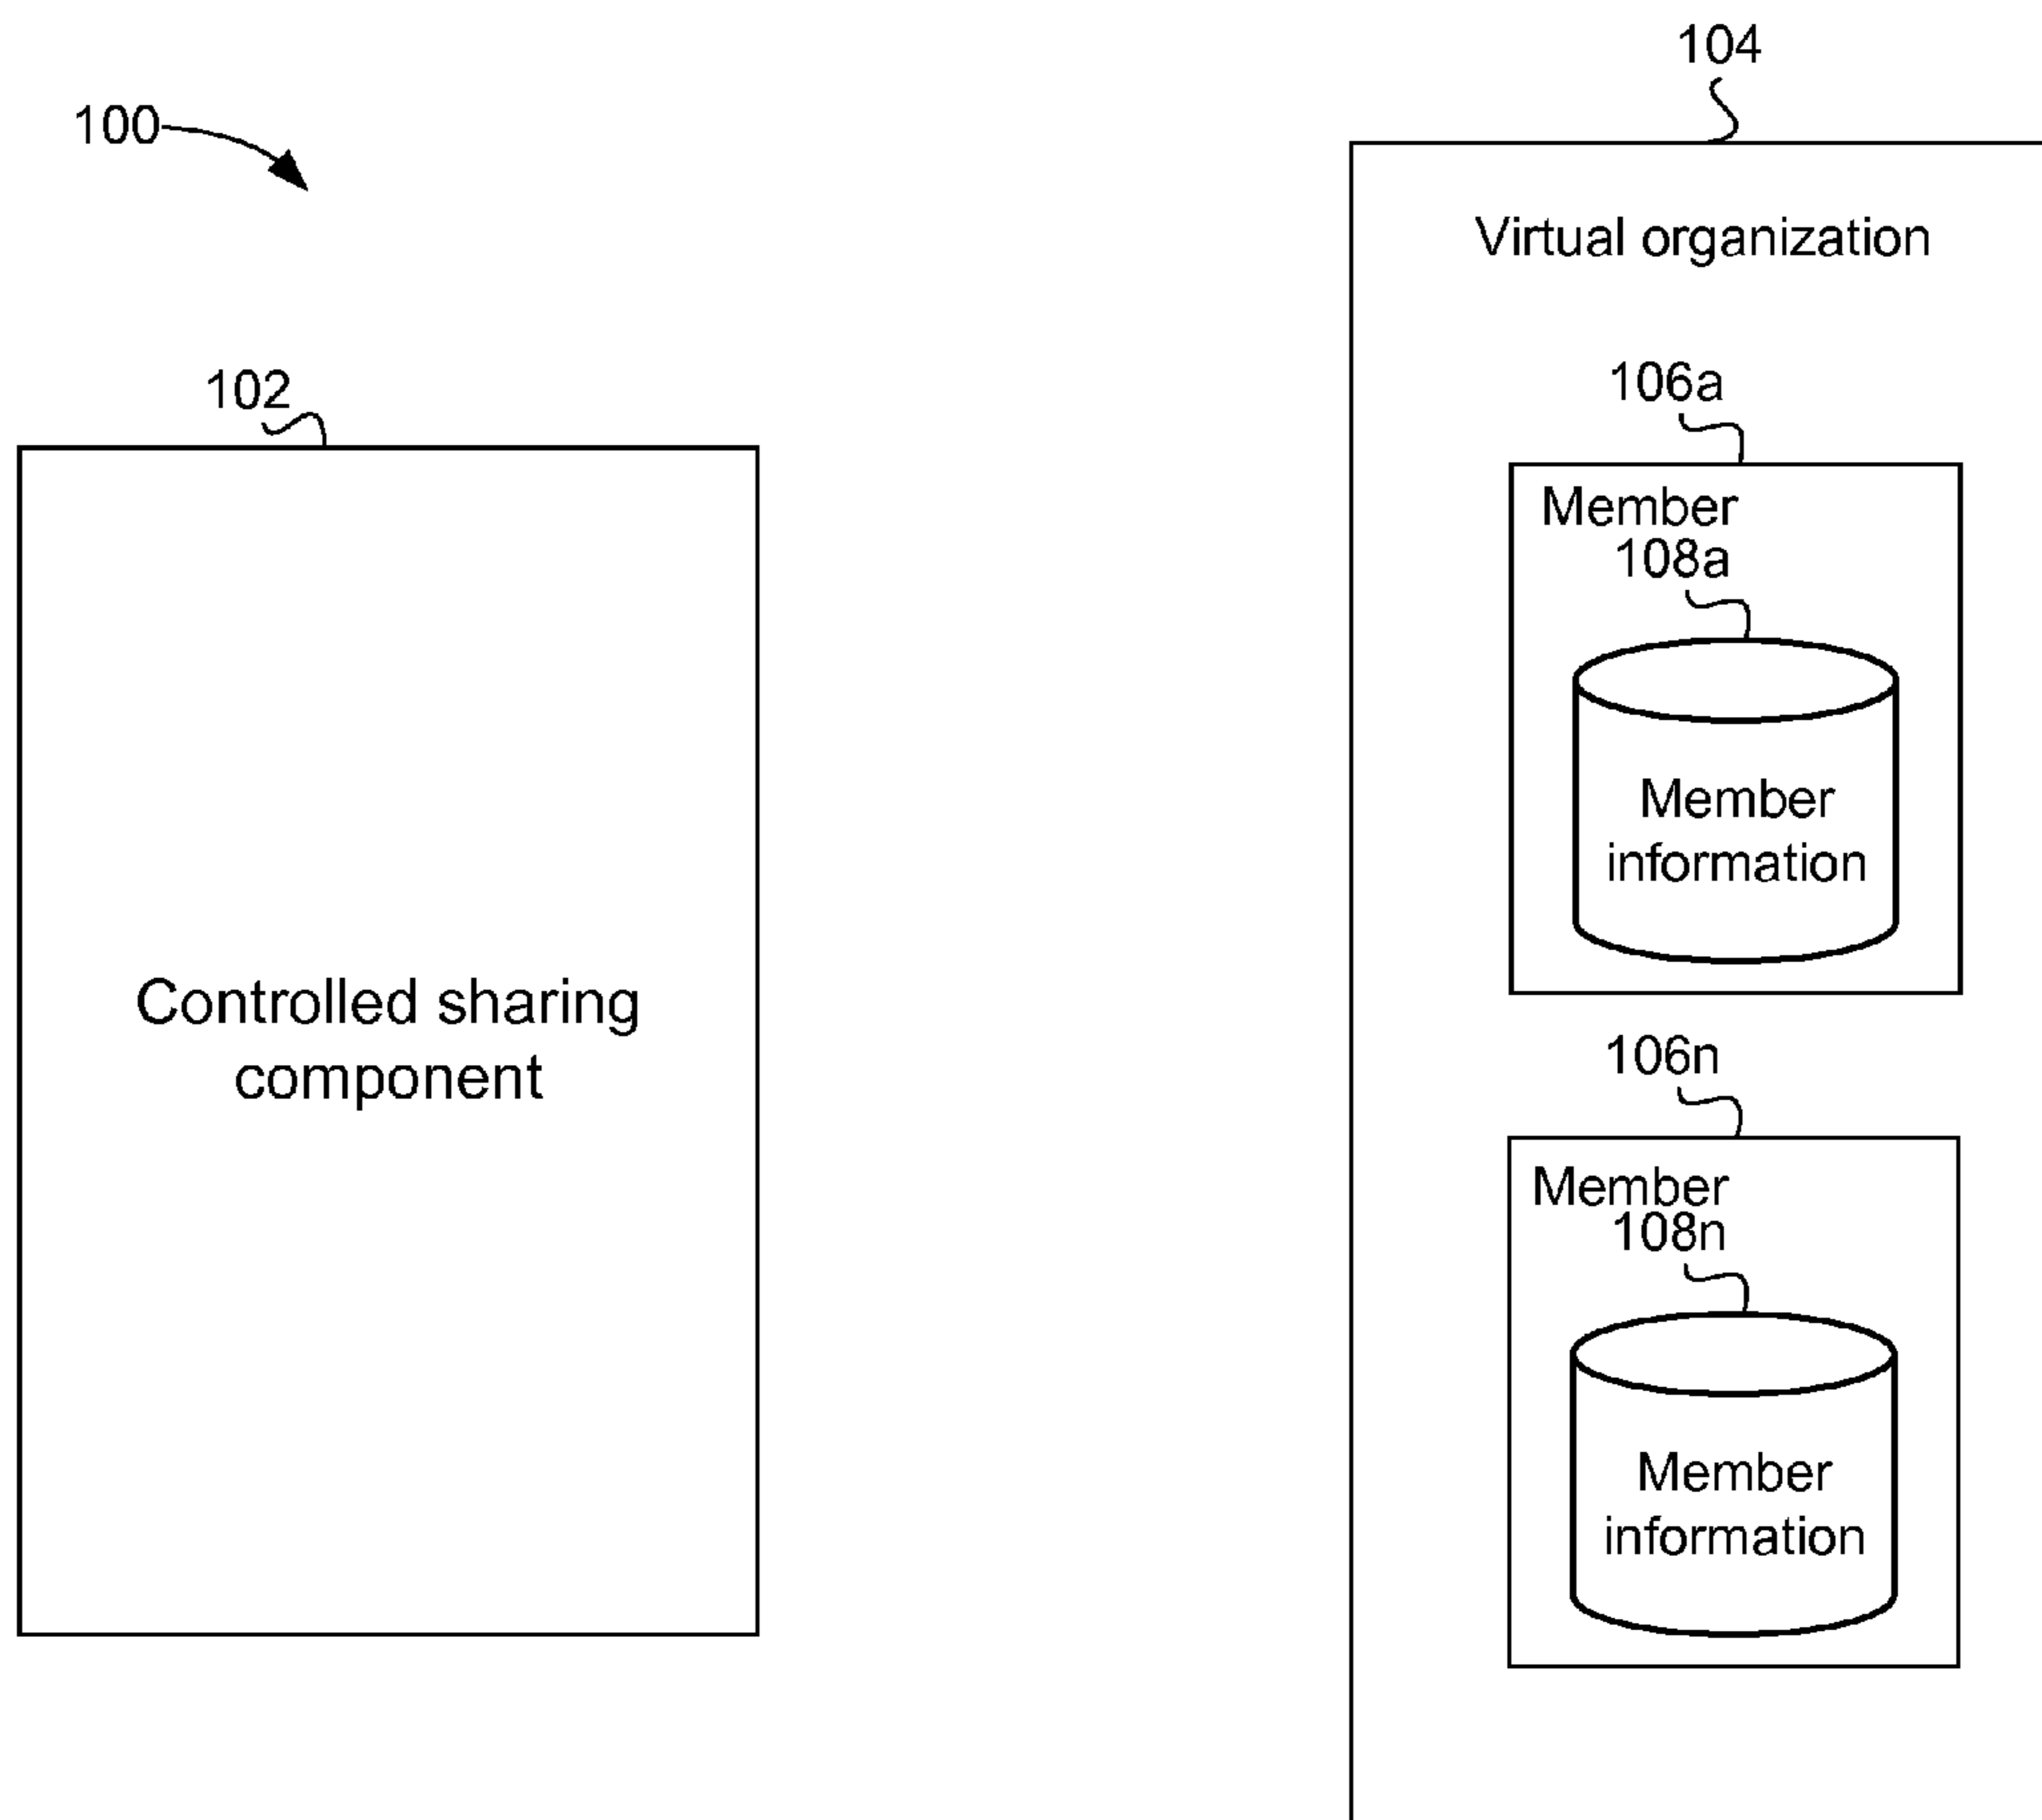 104
100
Virtual organization
106a
102
Member
108a
Member
information
Controlled sharing
component
106n
Member
108n
Member
information